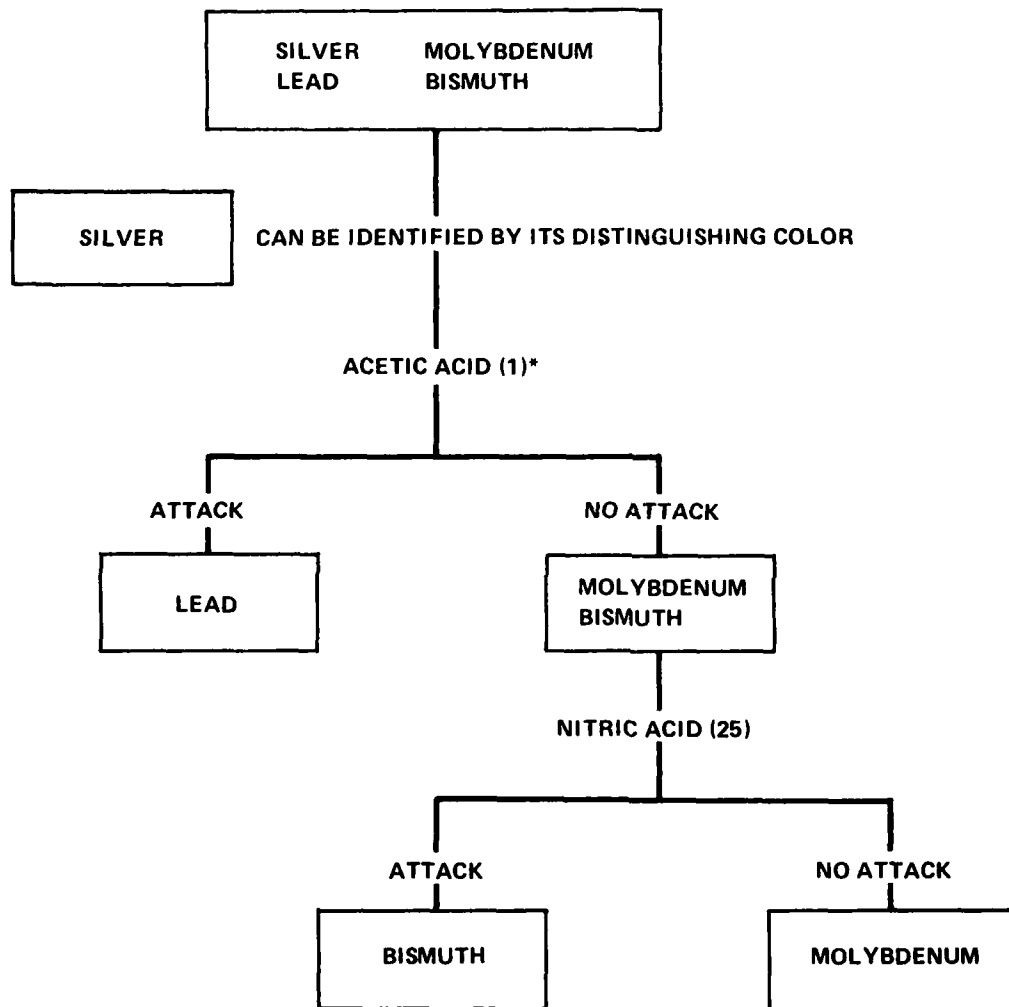 SILVER MOLYBDENUM
LEAD BISMUTH
SILVER CAN BE IDENTIFIED BY ITS DISTINGUISHING COLOR
ACETIC ACID (1)*
ATTACK NO ATTACK
LEAD
MOLYBDENUM
BISMUTH
NITRIC ACID (25)
ATTACK NO ATTACK
BISMUTH MOLYBDENUM